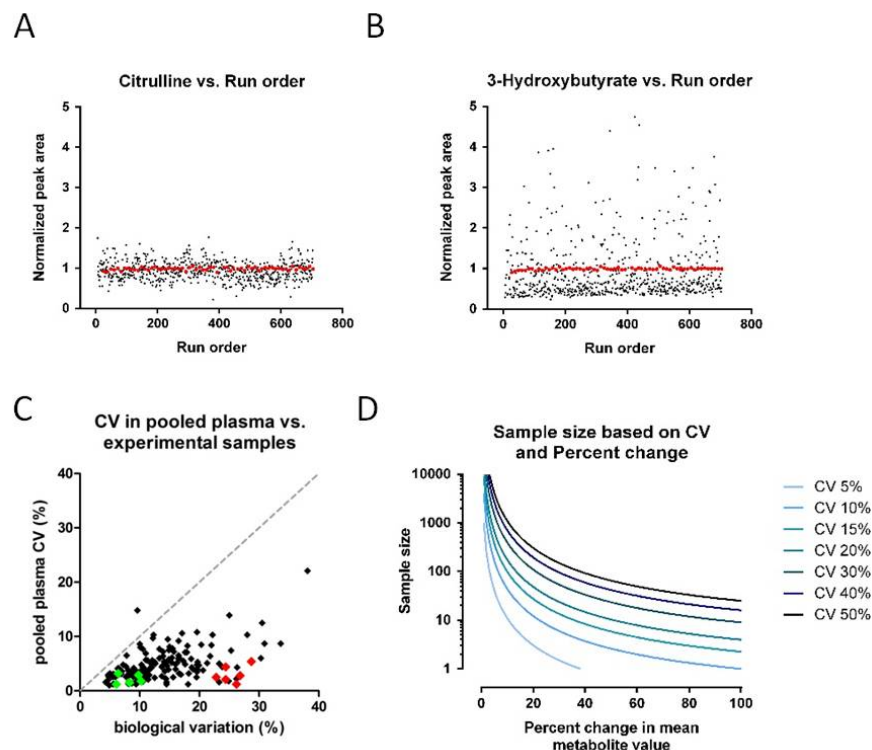 A
B
Citrulline vs. Run order
3-Hydroxybutyrate vs. Run order
Normalized peak area
5
4
3
2
1
0
0 200 400 600 800
Run order
Normalized peak area
5
4
3
2
1
0
0 200 400 600 800
Run order
C
D
CV in pooled plasma vs.
experimental samples
pooled plasma CV (%)
40
30
20
10
0
0 10 20 30 40
biological variation (%)
Sample size based on CV
and Percent change
Sample size
10000
1000
100
10
1
0 20 40 60 80 100
Percent change in mean
metabolite value
CV 5%
CV 10%
CV 15%
CV 20%
CV 30%
CV 40%
CV 50%